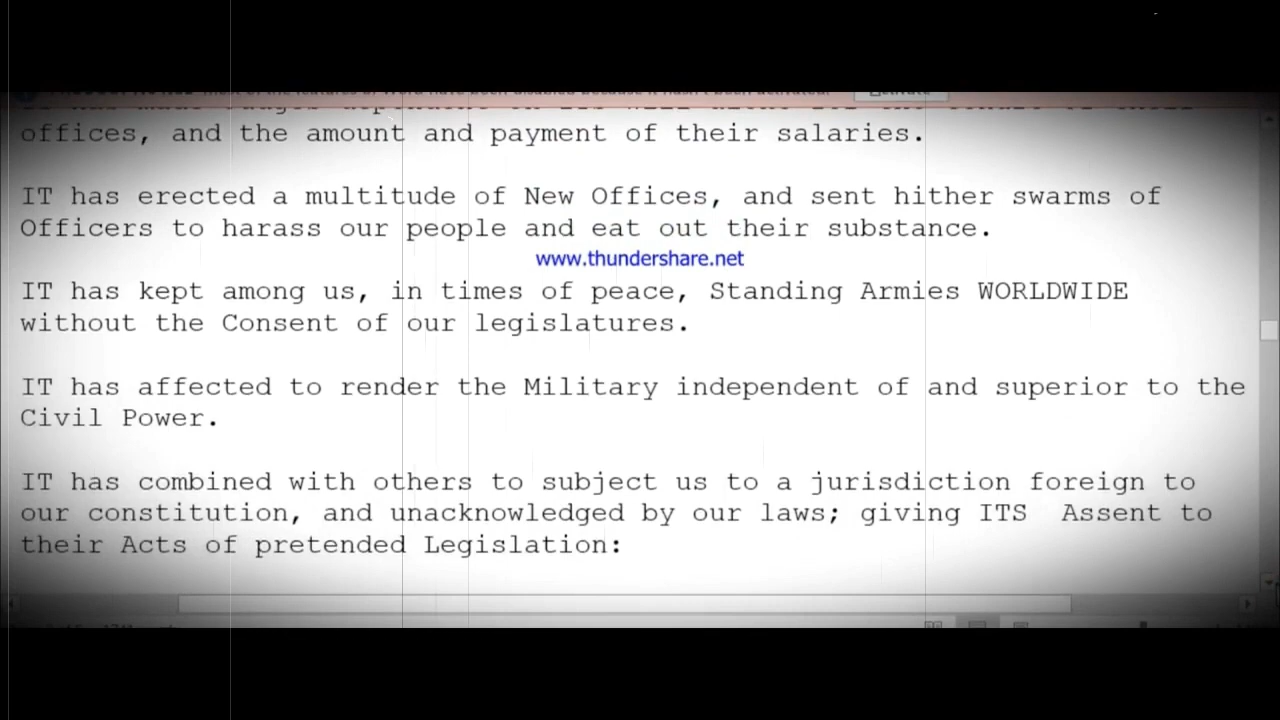 offices, and the amount and payment of their salaries.
IT has erected a multitude of New Offices, and sent hither swarms of
Officers to harass our people and eat out their substance.
www.thundershare.net
IT has kept among us, in times of peace, Standing Armies WORLDWIDE
without the Consent of our legislatures.
IT has affected to render the Military independent of and superior to the
Civil Power.
IT has combined with others to subject us to a jurisdiction foreign to
our constitution, and unacknowledged by our laws; giving ITS  Assent to
their Acts of pretended Legislation: